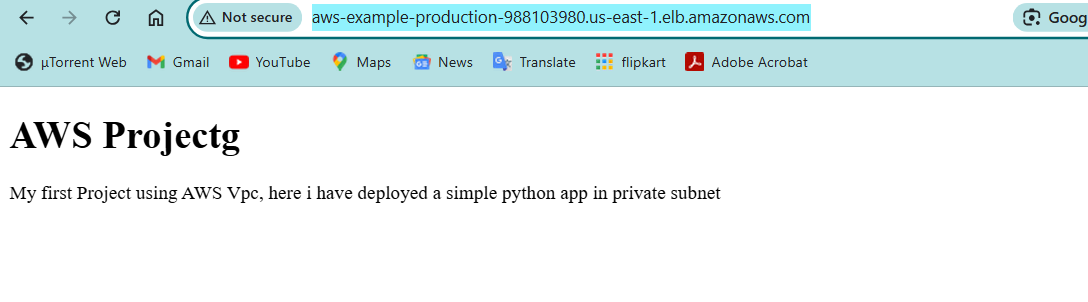 Not secure aws-example-production-988103980.us-east-1.elb.amazonaws.com Goog
µTorrent Web Gmail YouTube Maps News Translate flipkart Adobe Acrobat
AWS Projectg
My first Project using AWS Vpc, here i have deployed a simple python app in private subnet